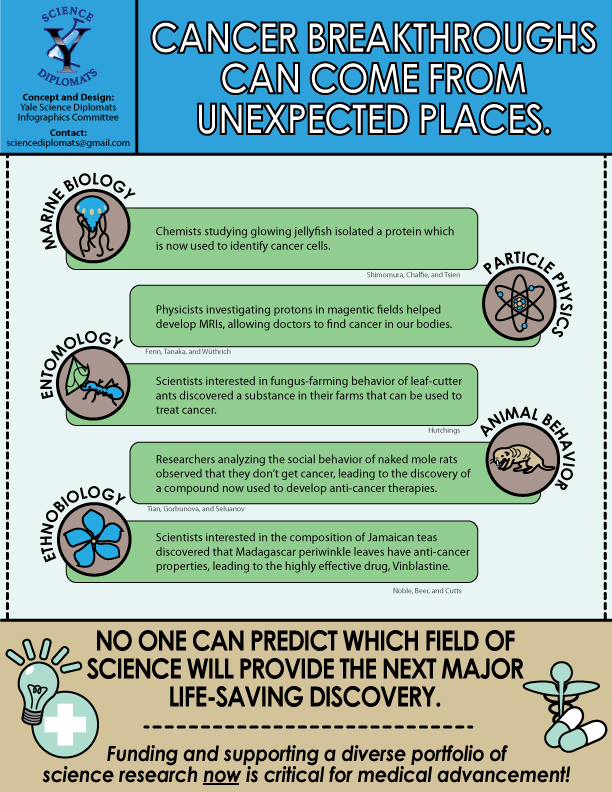 SCIENCE
Y
DIPLOMATS
Concept and Design:
Yale Science Diplomats
Infographics Committee
Contact:
sciencediplomats@gmail.com
CANCER BREAKTHROUGHS
CAN COME FROM
UNEXPECTED PLACES.
MARINE BIOLOGY
Chemists studying glowing jellyfish isolated a protein which
is now used to identify cancer cells.
Shimomura, Chalfie, and Tsien
PARTICLE PHYSICS
Physicists investigating protons in magentic fields helped
develop MRIs, allowing doctors to find cancer in our bodies.
Fenn, Tanaka, and Wüthrich
ENTOMOLOGY
Scientists interested in fungus-farming behavior of leaf-cutter
ants discovered a substance in their farms that can be used to
treat cancer.
Hutchings
ANIMAL BEHAVIOR
Researchers analyzing the social behavior of naked mole rats
observed that they don't get cancer, leading to the discovery of
a compound now used to develop anti-cancer therapies.
Tian, Gorbunova, and Seluanov
ETHNOBIOLOGY
Scientists interested in the composition of Jamaican teas
discovered that Madagascar periwinkle leaves have anti-cancer
properties, leading to the highly effective drug, Vinblastine.
Noble, Beer, and Cutts
NO ONE CAN PREDICT WHICH FIELD OF
SCIENCE WILL PROVIDE THE NEXT MAJOR
LIFE-SAVING DISCOVERY.
Funding and supporting a diverse portfolio of
science research now is critical for medical advancement!